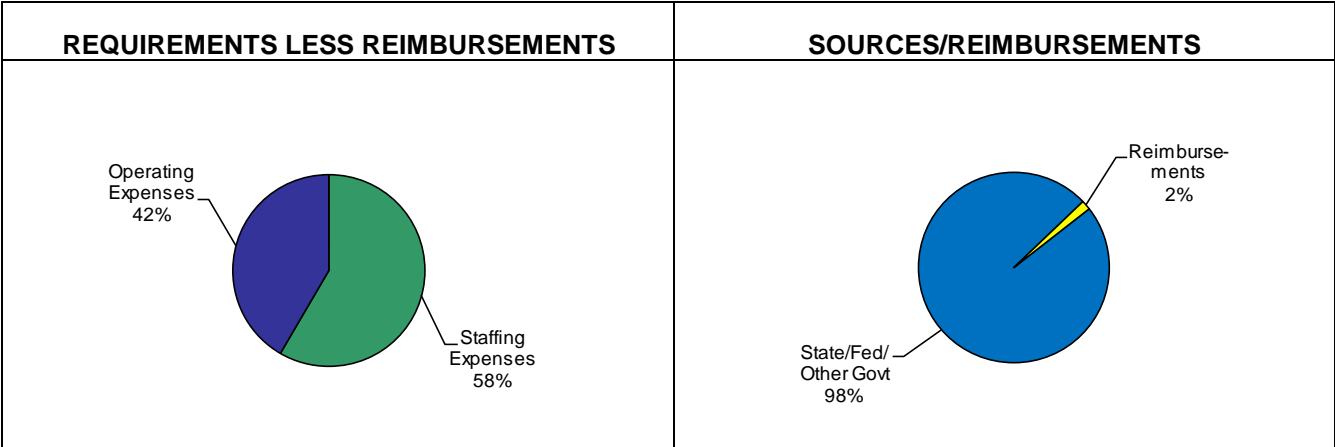 REQUIREMENTS LESS REIMBURSEMENTS
Operating
Expenses
42%
Staffing
Expenses
58%
SOURCES/REIMBURSEMENTS
Reimburse-
ments
2%
State/Fed/
Other Govt
98%